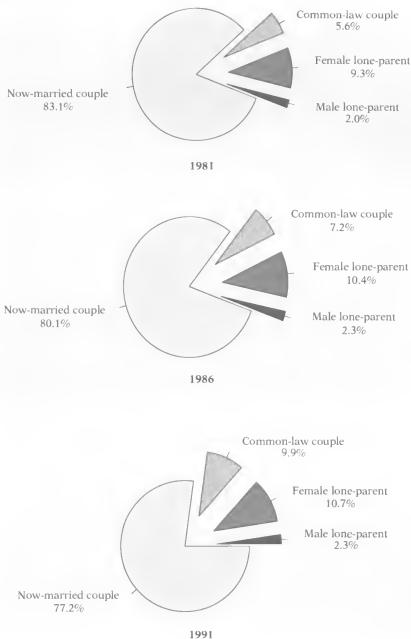 Common-law couple
5.6%
Female lone-parent
9.3%
Now-married couple
83.1%
Male lone-parent
2.0%
1981
Common-law couple
7.2%
Female lone-parent
10.4%
Now-married couple
80.1%
Male lone-parent
2.3%
1986
Common-law couple
9.9%
Female lone-parent
10.7%
Male lone-parent
2.3%
Now-married couple
77.2%
1991